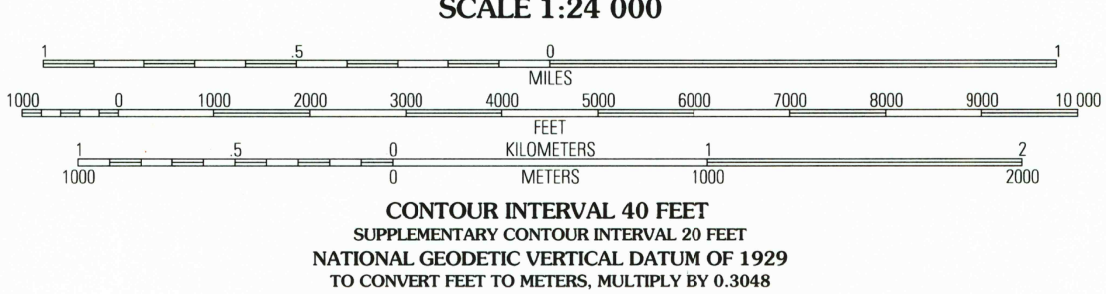 SCALE 1:24 000
1 .5 0 1
MILES
1000 0 1000 2000 3000 4000 5000 6000 7000 8000 9000 10 000
FEET
1 .5 0 KILOMETERS 1 2
1000 0 METERS 1000 2000
CONTOUR INTERVAL 40 FEET
SUPPLEMENTARY CONTOUR INTERVAL 20 FEET
NATIONAL GEODETIC VERTICAL DATUM OF 1929
TO CONVERT FEET TO METERS, MULTIPLY BY 0.3048